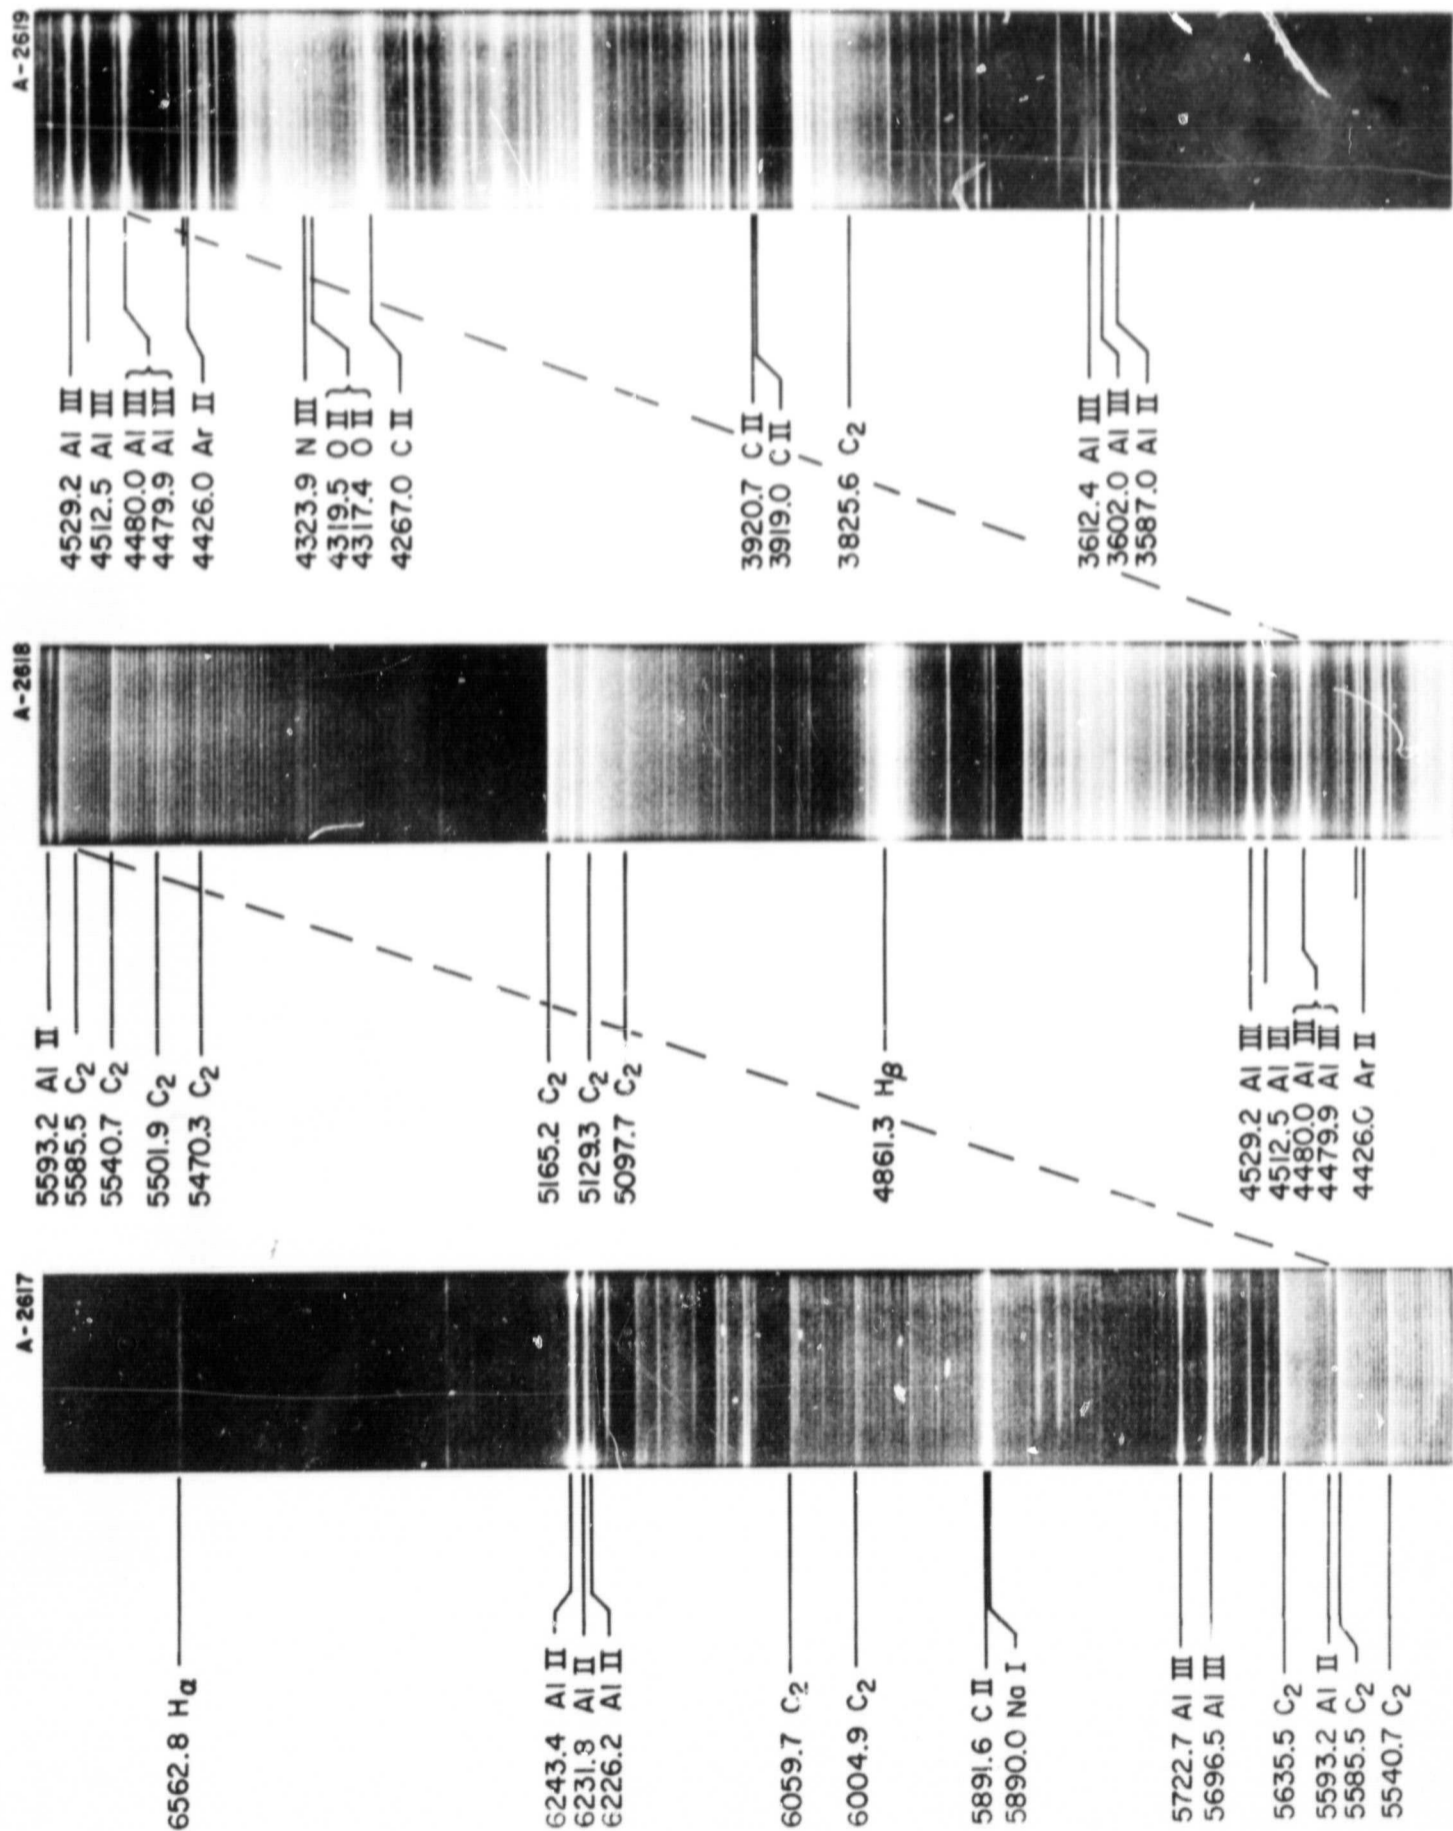 A-2619
4529.2 Al III
4512.5 Al III
4480.0 Al III }
4479.9 Al III }
4426.0 Ar II
4323.9 N III
4319.5 O II }
4317.4 O II }
4267.0 C II
3920.7 C II
3919.0 C II
3825.6 C2
3612.4 Al III
3602.0 Al III
3587.0 Al II
A-2618
5593.2 Al II
5585.5 C2
5540.7 C2
5501.9 C2
5470.3 C2
5165.2 C2
5129.3 C2
5097.7 C2
4861.3 Hβ
4529.2 Al III
4512.5 Al III
4480.0 Al III }
4479.9 Al III }
4426.0 Ar II
A-2617
6562.8 Hα
6243.4 Al II
6231.8 Al II
6226.2 Al II
6059.7 C2
6004.9 C2
5891.6 C II
5890.0 Na I
5722.7 Al III
5696.5 Al III
5635.5 C2
5593.2 Al II
5585.5 C2
5540.7 C2